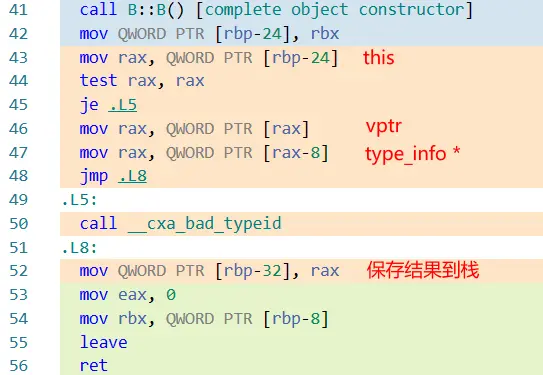 41 call B::B() [complete object constructor]
42 mov QWORD PTR [rbp-24], rbx
43 mov rax, QWORD PTR [rbp-24] this
44 test rax, rax
45 je .L5
46 mov rax, QWORD PTR [rax] vptr
47 mov rax, QWORD PTR [rax-8] type_info *
48 jmp .L8
49 .L5:
50 call __cxa_bad_typeid
51 .L8:
52 mov QWORD PTR [rbp-32], rax 保存结果到栈
53 mov eax, 0
54 mov rbx, QWORD PTR [rbp-8]
55 leave
56 ret